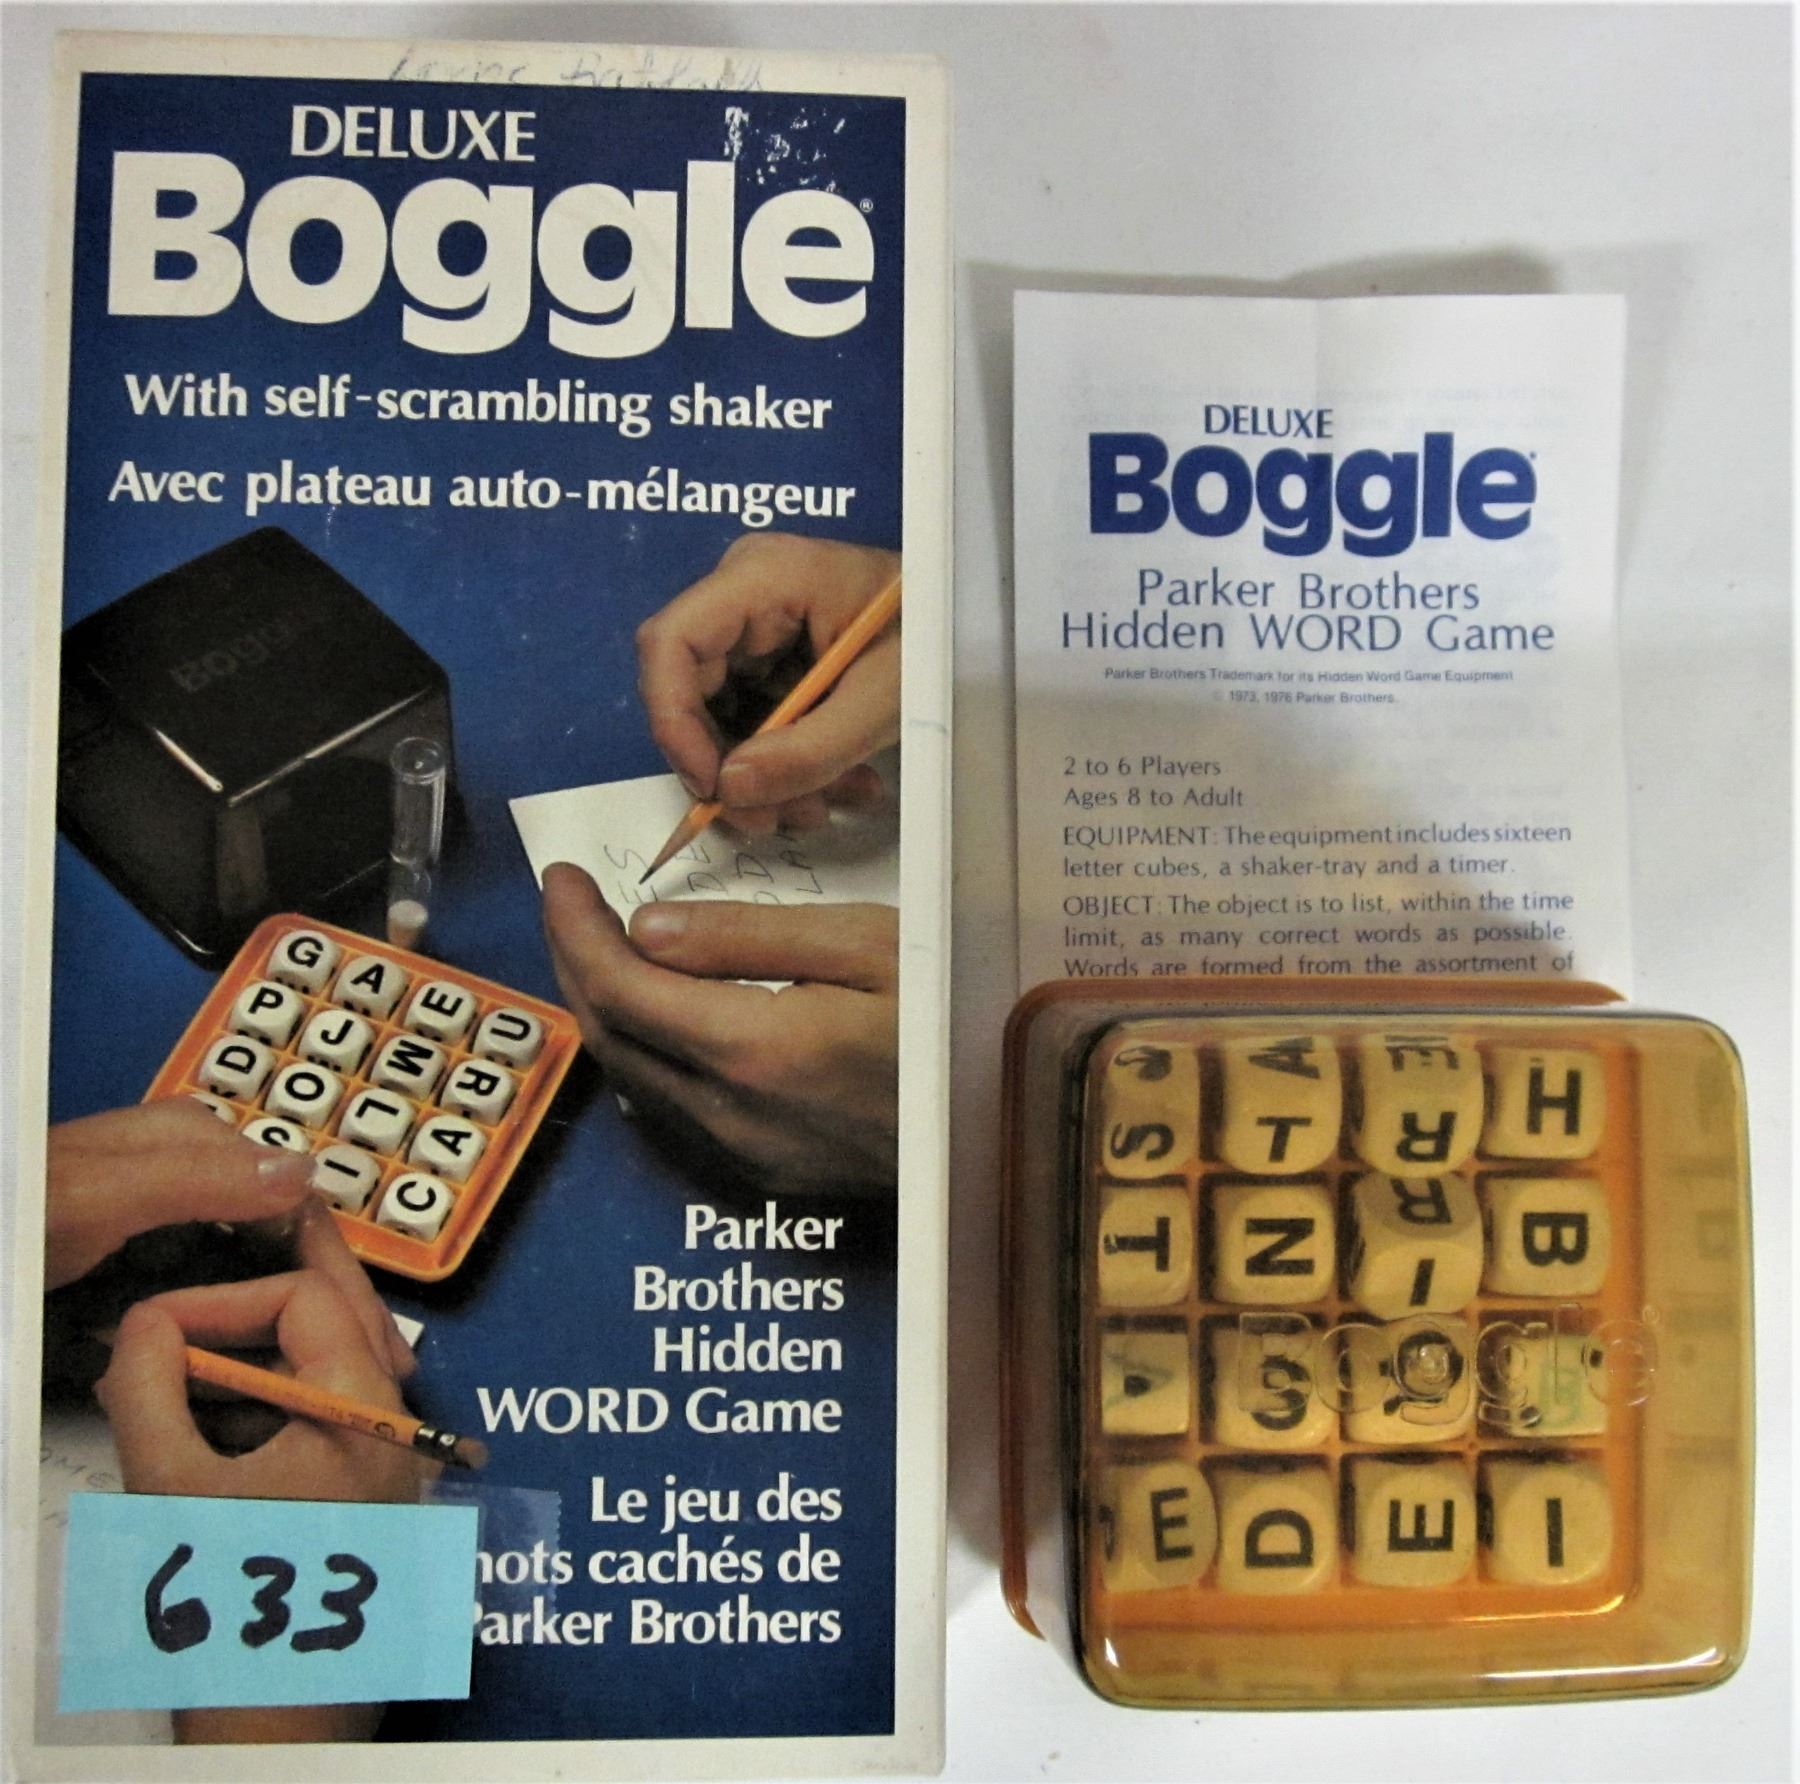 DELUXE
Boggle®
With self-scrambling shaker
Avec plateau auto-mélangeur
Boggle
G A E U
P J M R
D O L A
S I C
Parker
Brothers
Hidden
WORD Game
Le jeu des
mots cachés de
Parker Brothers
633
DELUXE
Boggle
Parker Brothers
Hidden WORD Game
Parker Brothers Trademark for its Hidden Word Game Equipment
© 1973, 1976 Parker Brothers.
2 to 6 Players
Ages 8 to Adult
EQUIPMENT: The equipment includes sixteen
letter cubes, a shaker-tray and a timer.
OBJECT: The object is to list, within the time
limit, as many correct words as possible.
Words are formed from the assortment of
S T R H
T N I B
Boggle®
E D E I